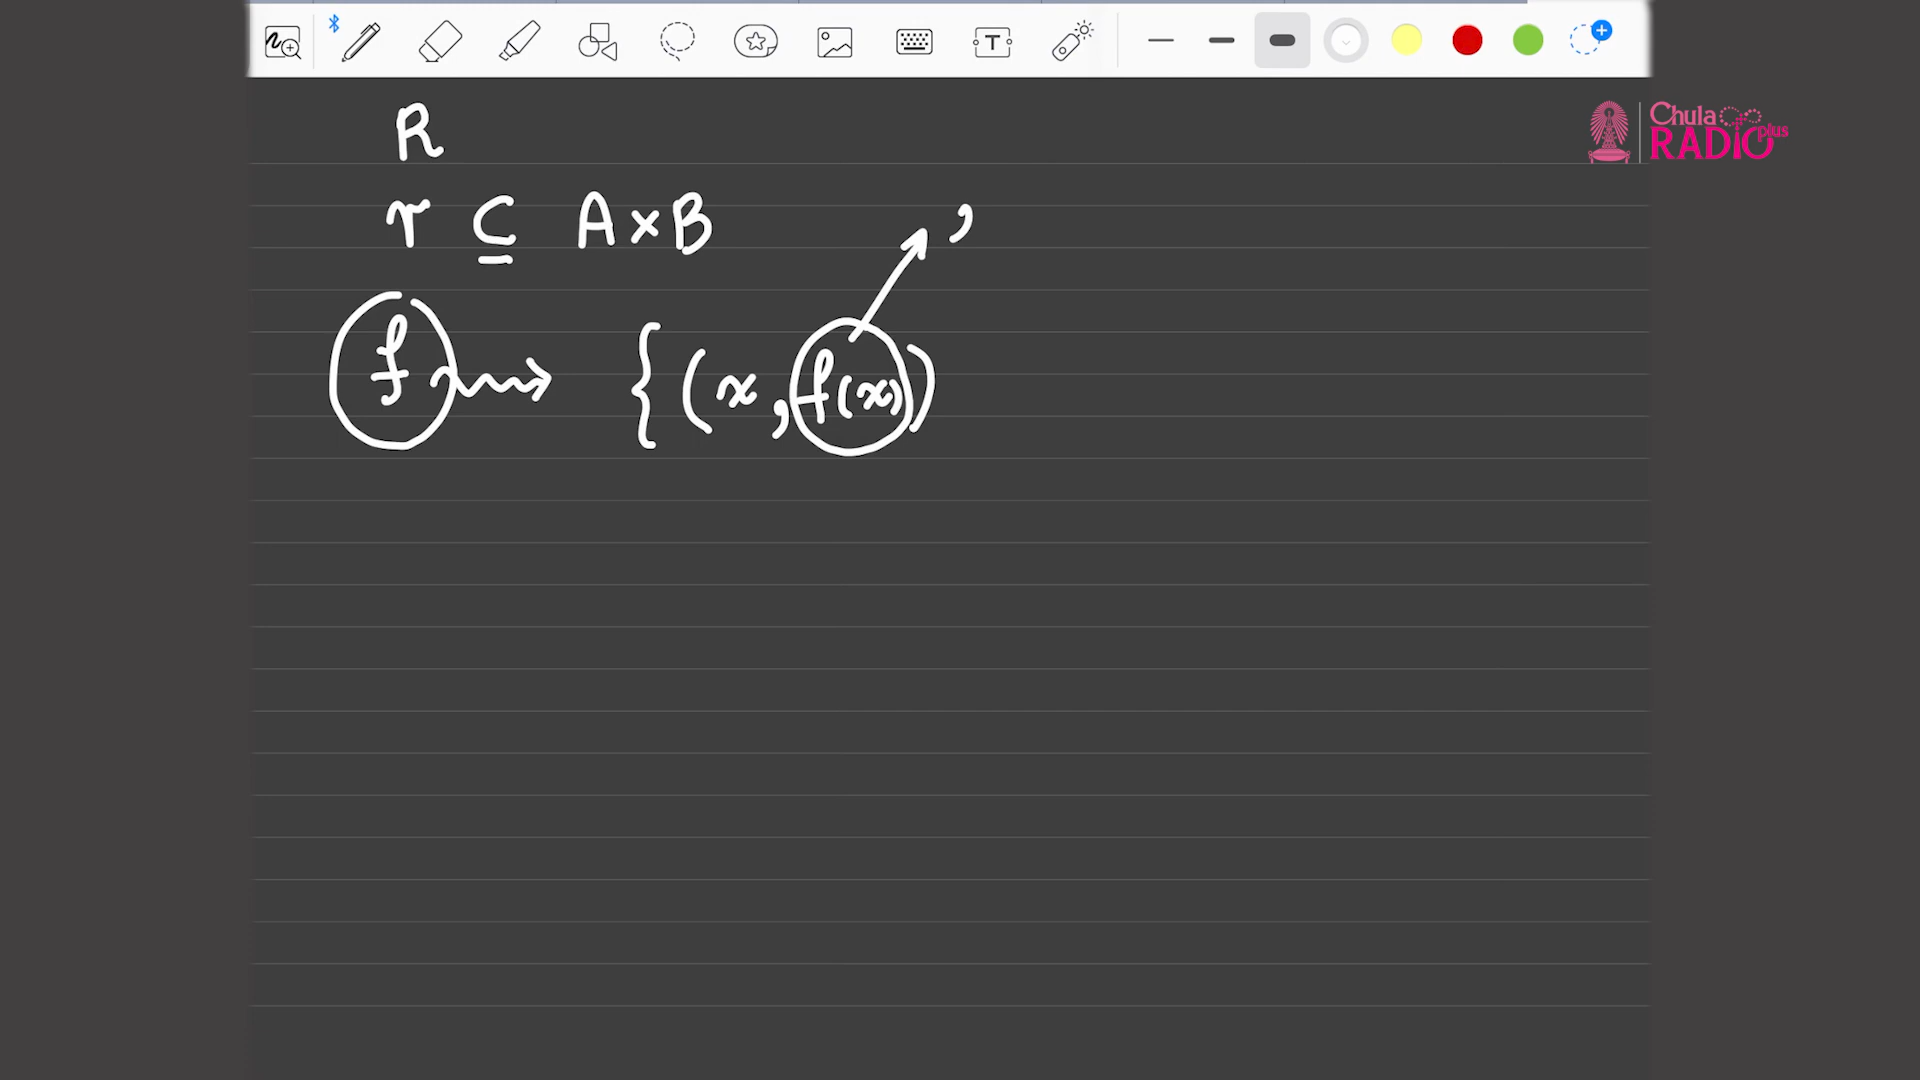 Chula
RADIO plus
R
r ⊆ A×B ,
f ⇝ {(x, f(x))
T